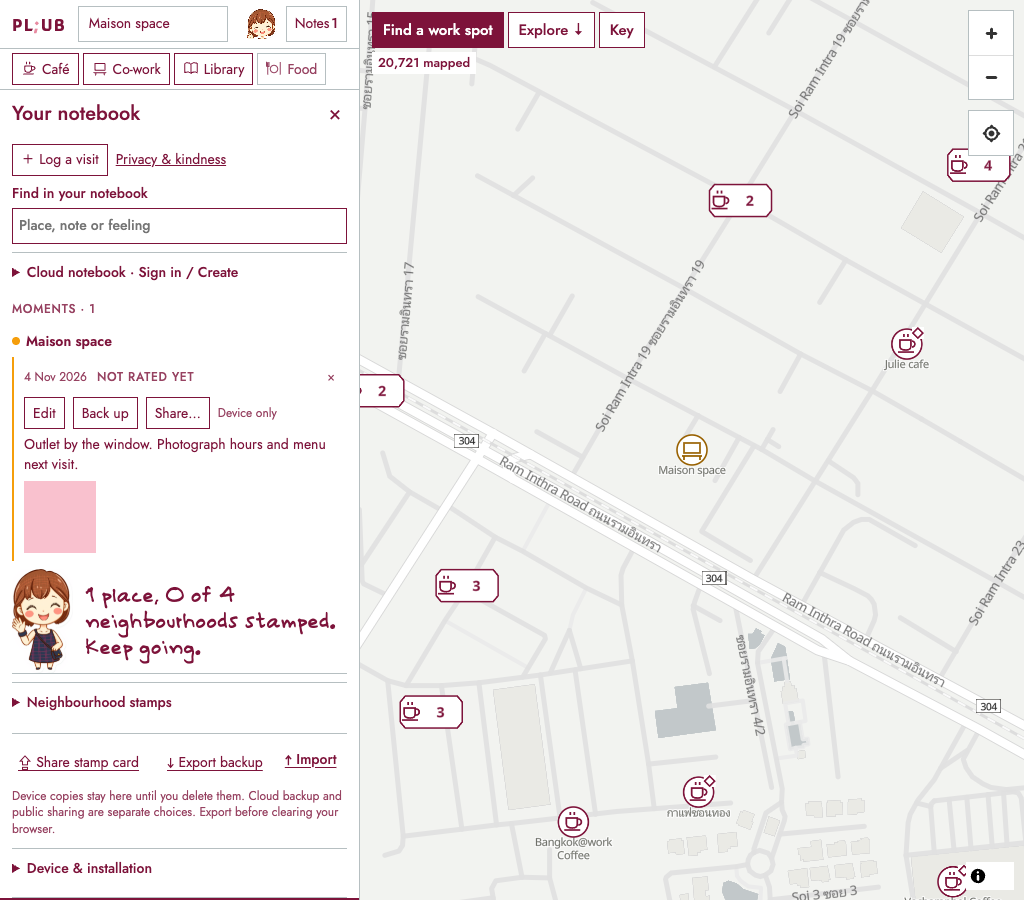 PL;UB
Maison space
Notes 1
Café
Co-work
Library
Food
Your notebook
×
+ Log a visit
Privacy & kindness
Find in your notebook
Place, note or feeling
Cloud notebook · Sign in / Create
MOMENTS · 1
Maison space
4 Nov 2026 NOT RATED YET
×
Edit
Back up
Share…
Device only
Outlet by the window. Photograph hours and menu
next visit.
1 place, 0 of 4
neighbourhoods stamped.
Keep going.
Neighbourhood stamps
Share stamp card
↓ Export backup
↑ Import
Device copies stay here until you delete them. Cloud backup and
public sharing are separate choices. Export before clearing your
browser.
Device & installation
Find a work spot
Explore ↓
Key
20,721 mapped
+
−
ซอยรามอินทรา 15
Soi Ram Intra 19 ซอยราม
4
2
Soi Ram
ซอยรามอินทรา 17
Soi Ram Intra 19 ซอยรามอินทรา 19
Julie cafe
2
304
Maison space
Ram Inthra Road ถนนรามอินทรา
304
3
Soi Ram Intra 23
Ram Inthra Road ถนนรามอินทรา
ซอยรามอินทรา 4/2
304
3
กาแฟซอนทอง
Bangkok@work
Coffee
Soi 3 ซอย 3